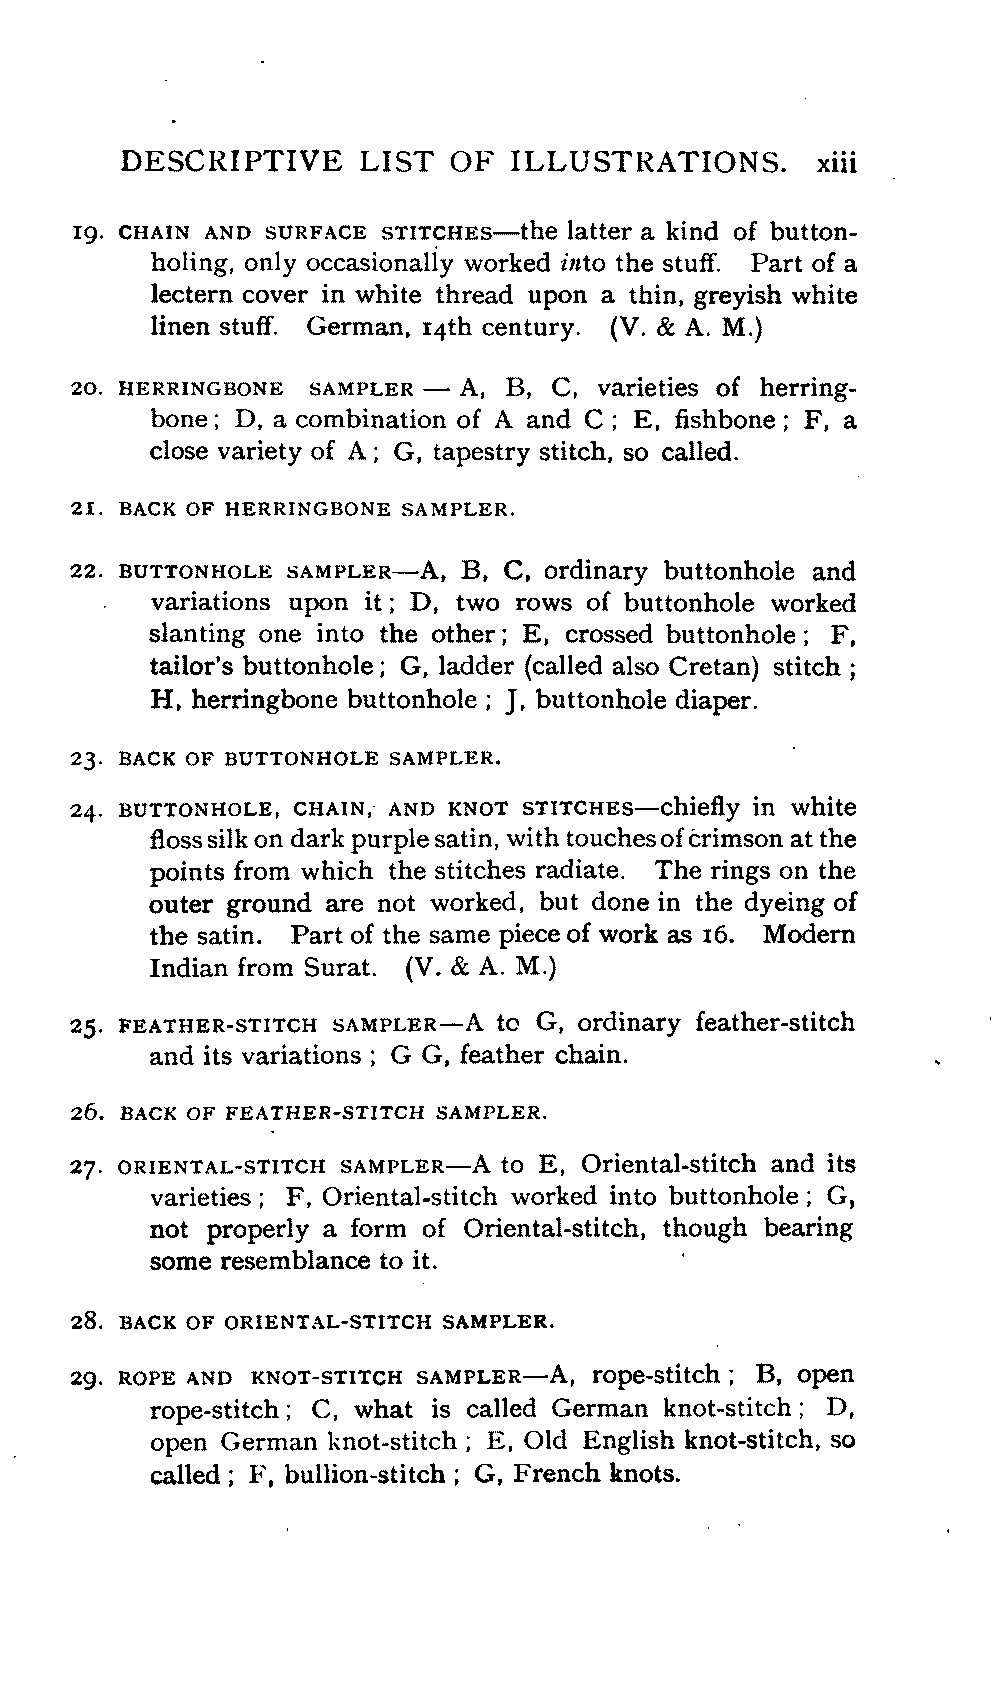 DESCRIPTIVE LIST OF ILLUSTRATIONS. xiii
19. CHAIN AND SURFACE STITCHES—the latter a kind of button-
holing, only occasionally worked into the stuff. Part of a
lectern cover in white thread upon a thin, greyish white
linen stuff. German, 14th century. (V. & A. M.)
20. HERRINGBONE SAMPLER — A, B, C, varieties of herring-
bone; D, a combination of A and C; E, fishbone; F, a
close variety of A; G, tapestry stitch, so called.
21. BACK OF HERRINGBONE SAMPLER.
22. BUTTONHOLE SAMPLER—A, B, C, ordinary buttonhole and
variations upon it; D, two rows of buttonhole worked
slanting one into the other; E, crossed buttonhole; F,
tailor's buttonhole; G, ladder (called also Cretan) stitch;
H, herringbone buttonhole; J, buttonhole diaper.
23. BACK OF BUTTONHOLE SAMPLER.
24. BUTTONHOLE, CHAIN, AND KNOT STITCHES—chiefly in white
floss silk on dark purple satin, with touches of crimson at the
points from which the stitches radiate. The rings on the
outer ground are not worked, but done in the dyeing of
the satin. Part of the same piece of work as 16. Modern
Indian from Surat. (V. & A. M.)
25. FEATHER-STITCH SAMPLER—A to G, ordinary feather-stitch
and its variations; G G, feather chain.
26. BACK OF FEATHER-STITCH SAMPLER.
27. ORIENTAL-STITCH SAMPLER—A to E, Oriental-stitch and its
varieties; F, Oriental-stitch worked into buttonhole; G,
not properly a form of Oriental-stitch, though bearing
some resemblance to it.
28. BACK OF ORIENTAL-STITCH SAMPLER.
29. ROPE AND KNOT-STITCH SAMPLER—A, rope-stitch; B, open
rope-stitch; C, what is called German knot-stitch; D,
open German knot-stitch; E, Old English knot-stitch, so
called; F, bullion-stitch; G, French knots.